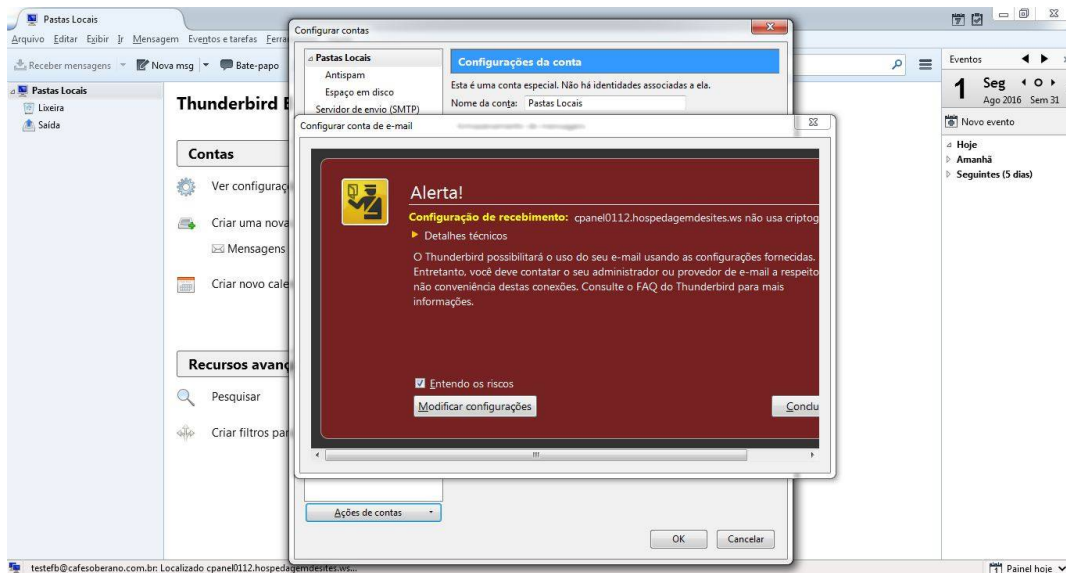 Pastas Locais
Arquivo Editar Exibir Ir Mensagem Eventos e tarefas Ferra
Receber mensagens Nova msg Bate-papo
Pastas Locais
Lixeira
Saída
Thunderbird E
Contas
Ver configuraç
Criar uma nova
Mensagens
Criar novo cale
Recursos avanç
Pesquisar
Criar filtros par
Configurar contas
Pastas Locais
Antispam
Espaço em disco
Servidor de envio (SMTP)
Configurações da conta
Esta é uma conta especial. Não há identidades associadas a ela.
Nome da conta: Pastas Locais
Configurar conta de e-mail
Alerta!
Configuração de recebimento: cpanel0112.hospedagemdesites.ws não usa criptog
Detalhes técnicos
O Thunderbird possibilitará o uso do seu e-mail usando as configurações fornecidas.
Entretanto, você deve contatar o seu administrador ou provedor de e-mail a respeito
não conveniência destas conexões. Consulte o FAQ do Thunderbird para mais
informações.
Entendo os riscos
Modificar configurações
Conclu
Ações de contas
OK Cancelar
Eventos
1 Seg
Ago 2016 Sem 31
Novo evento
Hoje
Amanhã
Seguintes (5 dias)
testefb@cafesoberano.com.br: Localizado cpanel0112.hospedagemdesites.ws...
Painel hoje